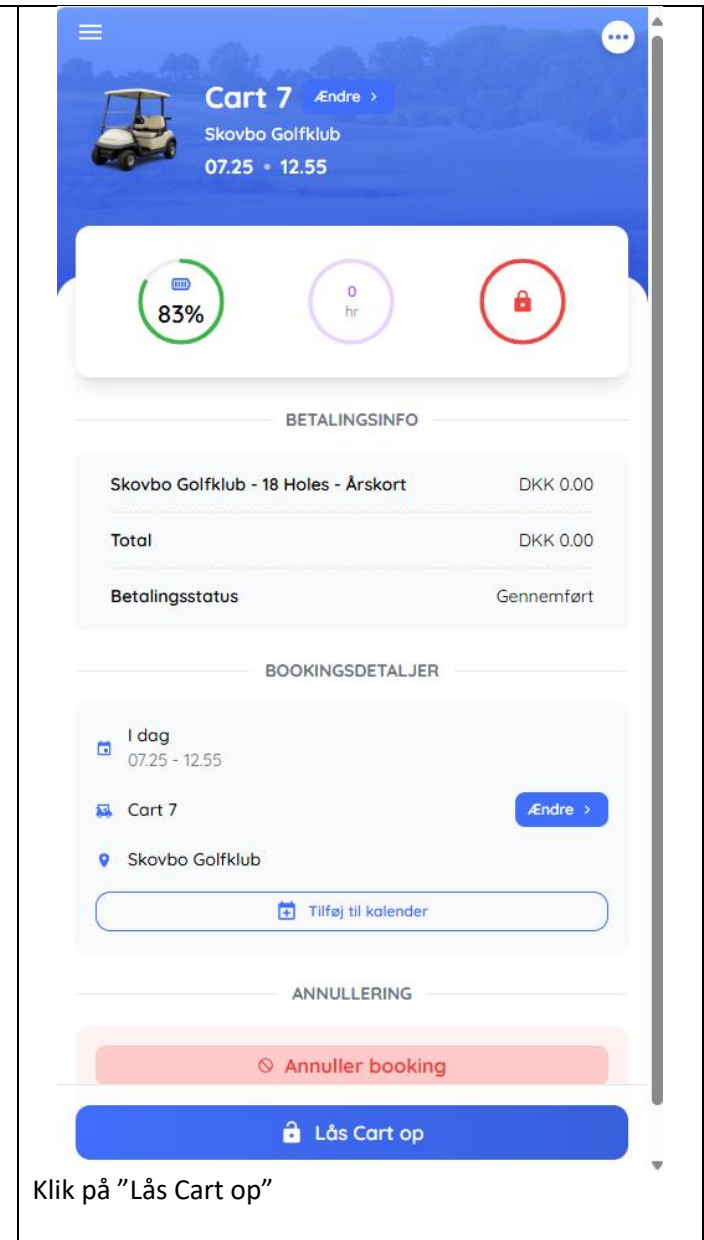 Cart 7 Ændre >
Skovbo Golfklub
07.25 • 12.55
83%
0
hr
BETALINGSINFO
Skovbo Golfklub - 18 Holes - Årskort DKK 0.00
Total DKK 0.00
Betalingsstatus Gennemført
BOOKINGSDETALJER
I dag
07.25 - 12.55
Cart 7 Ændre >
Skovbo Golfklub
Tilføj til kalender
ANNULLERING
Annuller booking
Lås Cart op
Klik på ”Lås Cart op”